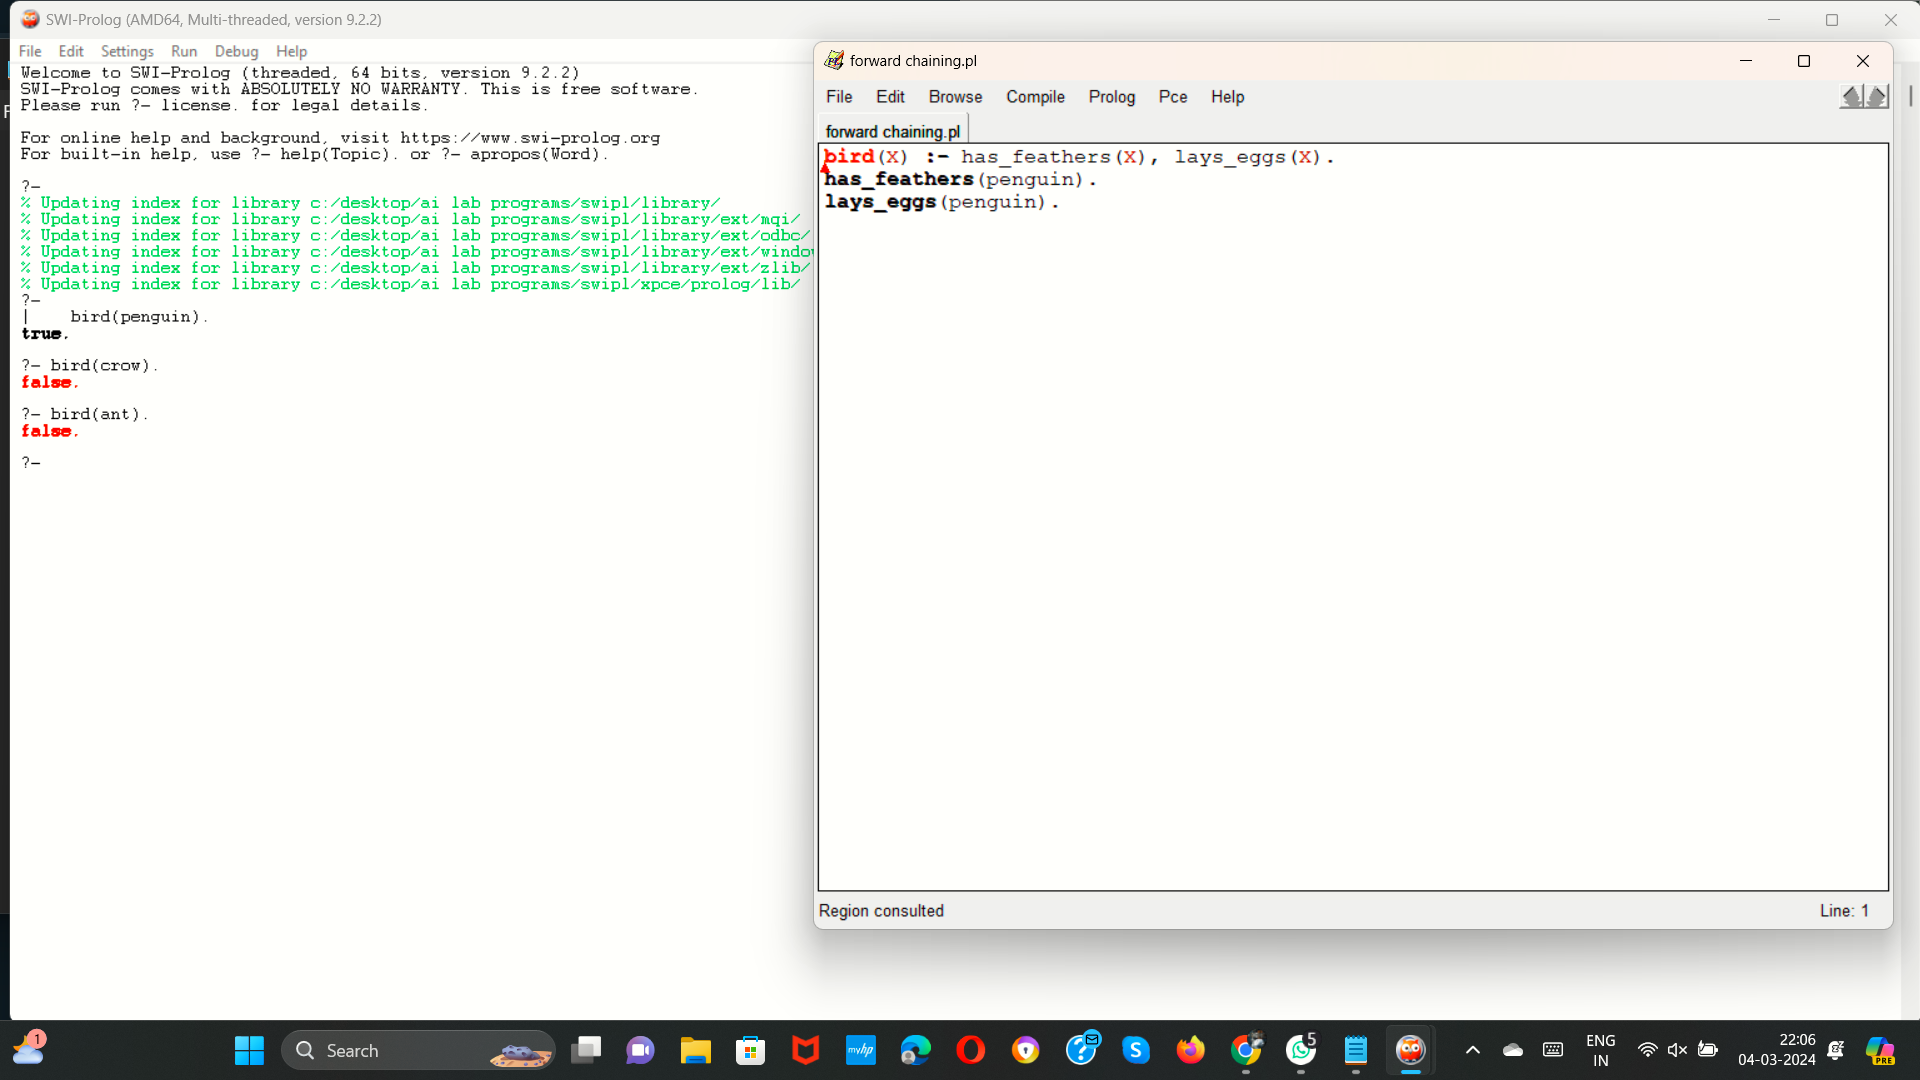 SWI-Prolog (AMD64, Multi-threaded, version 9.2.2)
File Edit Settings Run Debug Help
Welcome to SWI-Prolog (threaded, 64 bits, version 9.2.2)
SWI-Prolog comes with ABSOLUTELY NO WARRANTY. This is free software.
Please run ?- license. for legal details.
For online help and background, visit https://www.swi-prolog.org
For built-in help, use ?- help(Topic). or ?- apropos(Word).
?-
% Updating index for library c:/desktop/ai lab programs/swipl/library/
% Updating index for library c:/desktop/ai lab programs/swipl/library/ext/mqi/
% Updating index for library c:/desktop/ai lab programs/swipl/library/ext/odbc/
% Updating index for library c:/desktop/ai lab programs/swipl/library/ext/windo
% Updating index for library c:/desktop/ai lab programs/swipl/library/ext/zlib/
% Updating index for library c:/desktop/ai lab programs/swipl/xpce/prolog/lib/
?-
| bird(penguin).
true.
?- bird(crow).
false.
?- bird(ant).
false.
?-
forward chaining.pl
File Edit Browse Compile Prolog Pce Help
forward chaining.pl
bird(X) :- has_feathers(X), lays_eggs(X).
has_feathers(penguin).
lays_eggs(penguin).
Region consulted
Line: 1
1
Search
myhp
S
5
ENG
IN
22:06
04-03-2024
PRE